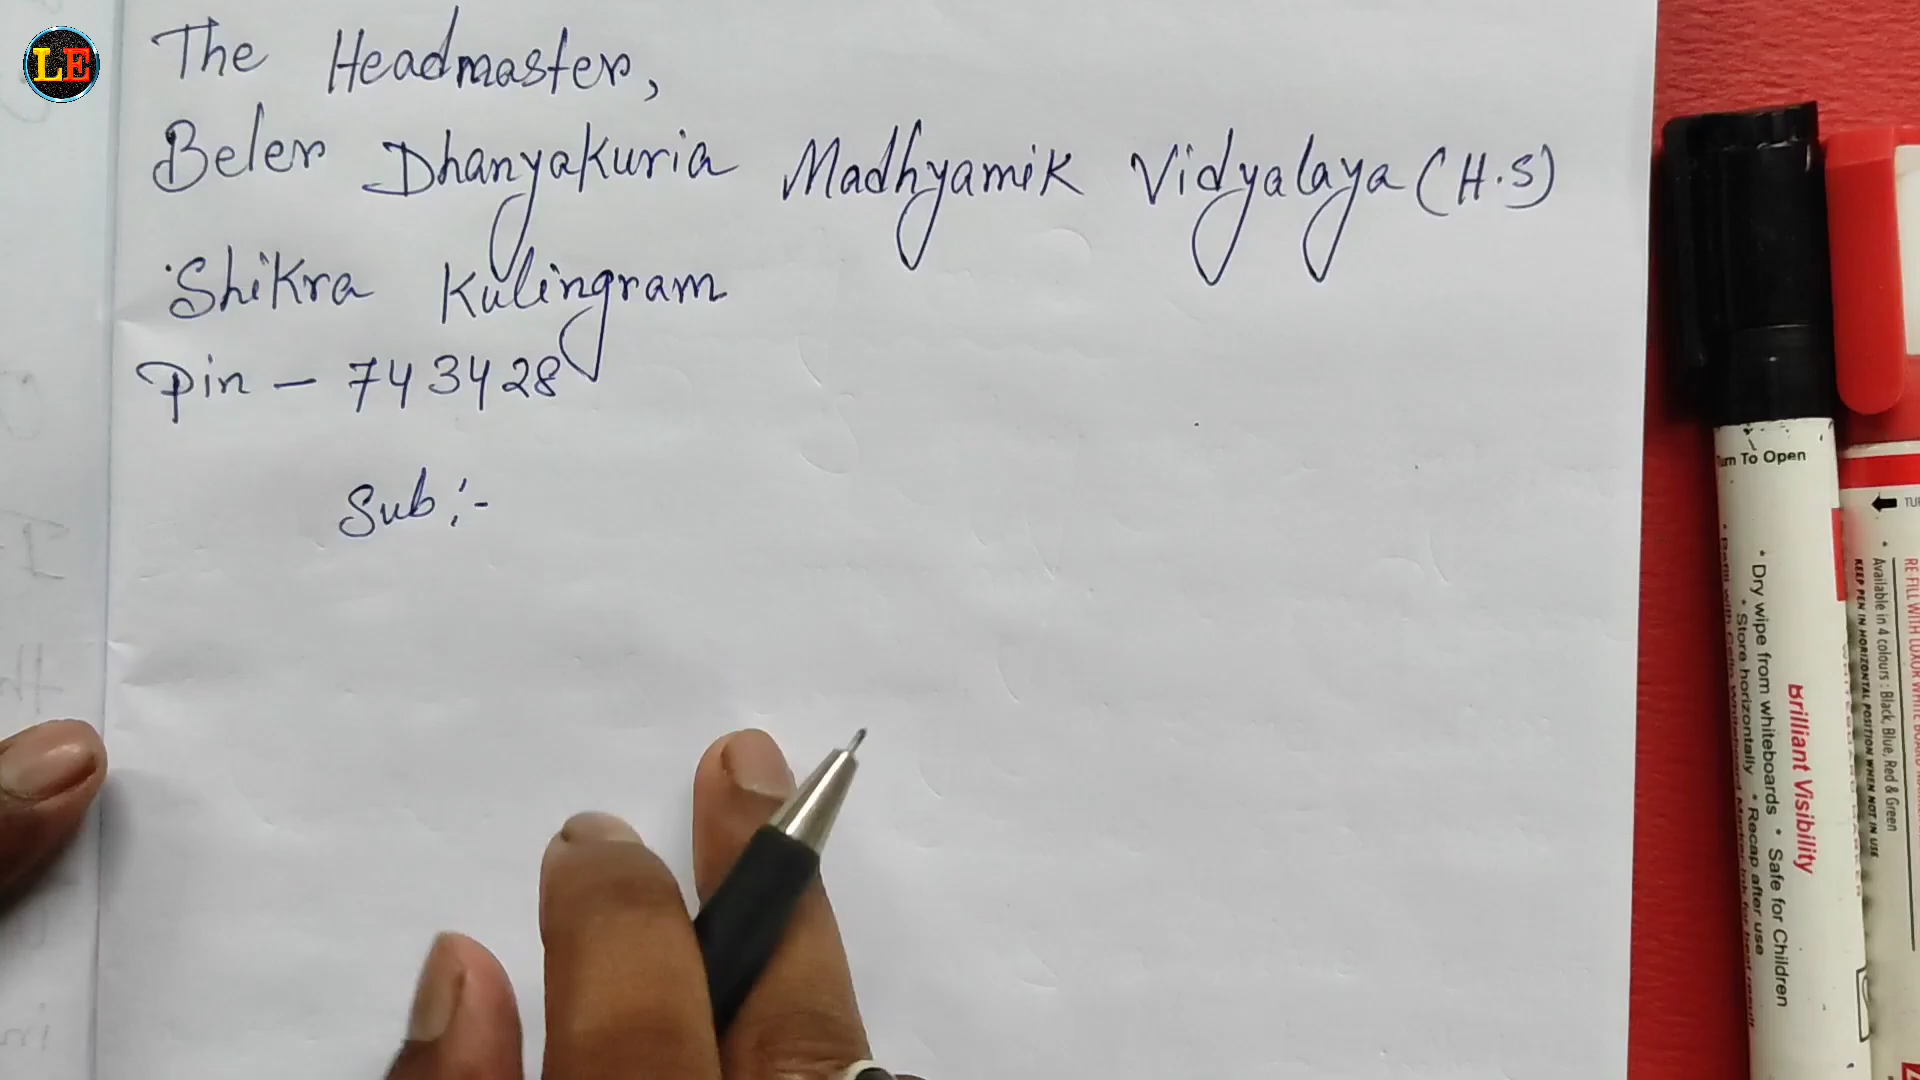 LE
The Headmaster,
Beler Dhanyakuria Madhyamik Vidyalaya (H.S)
Shikra Kulingram
Pin - 743428
Sub :-
Turn To Open
Brilliant Visibility
• Dry wipe from whiteboards • Safe for Children
• Store horizontally • Recap after use
• Available in 4 colours : Black, Blue, Red & Green
KEEP PEN IN HORIZONTAL POSITION WHEN NOT IN USE